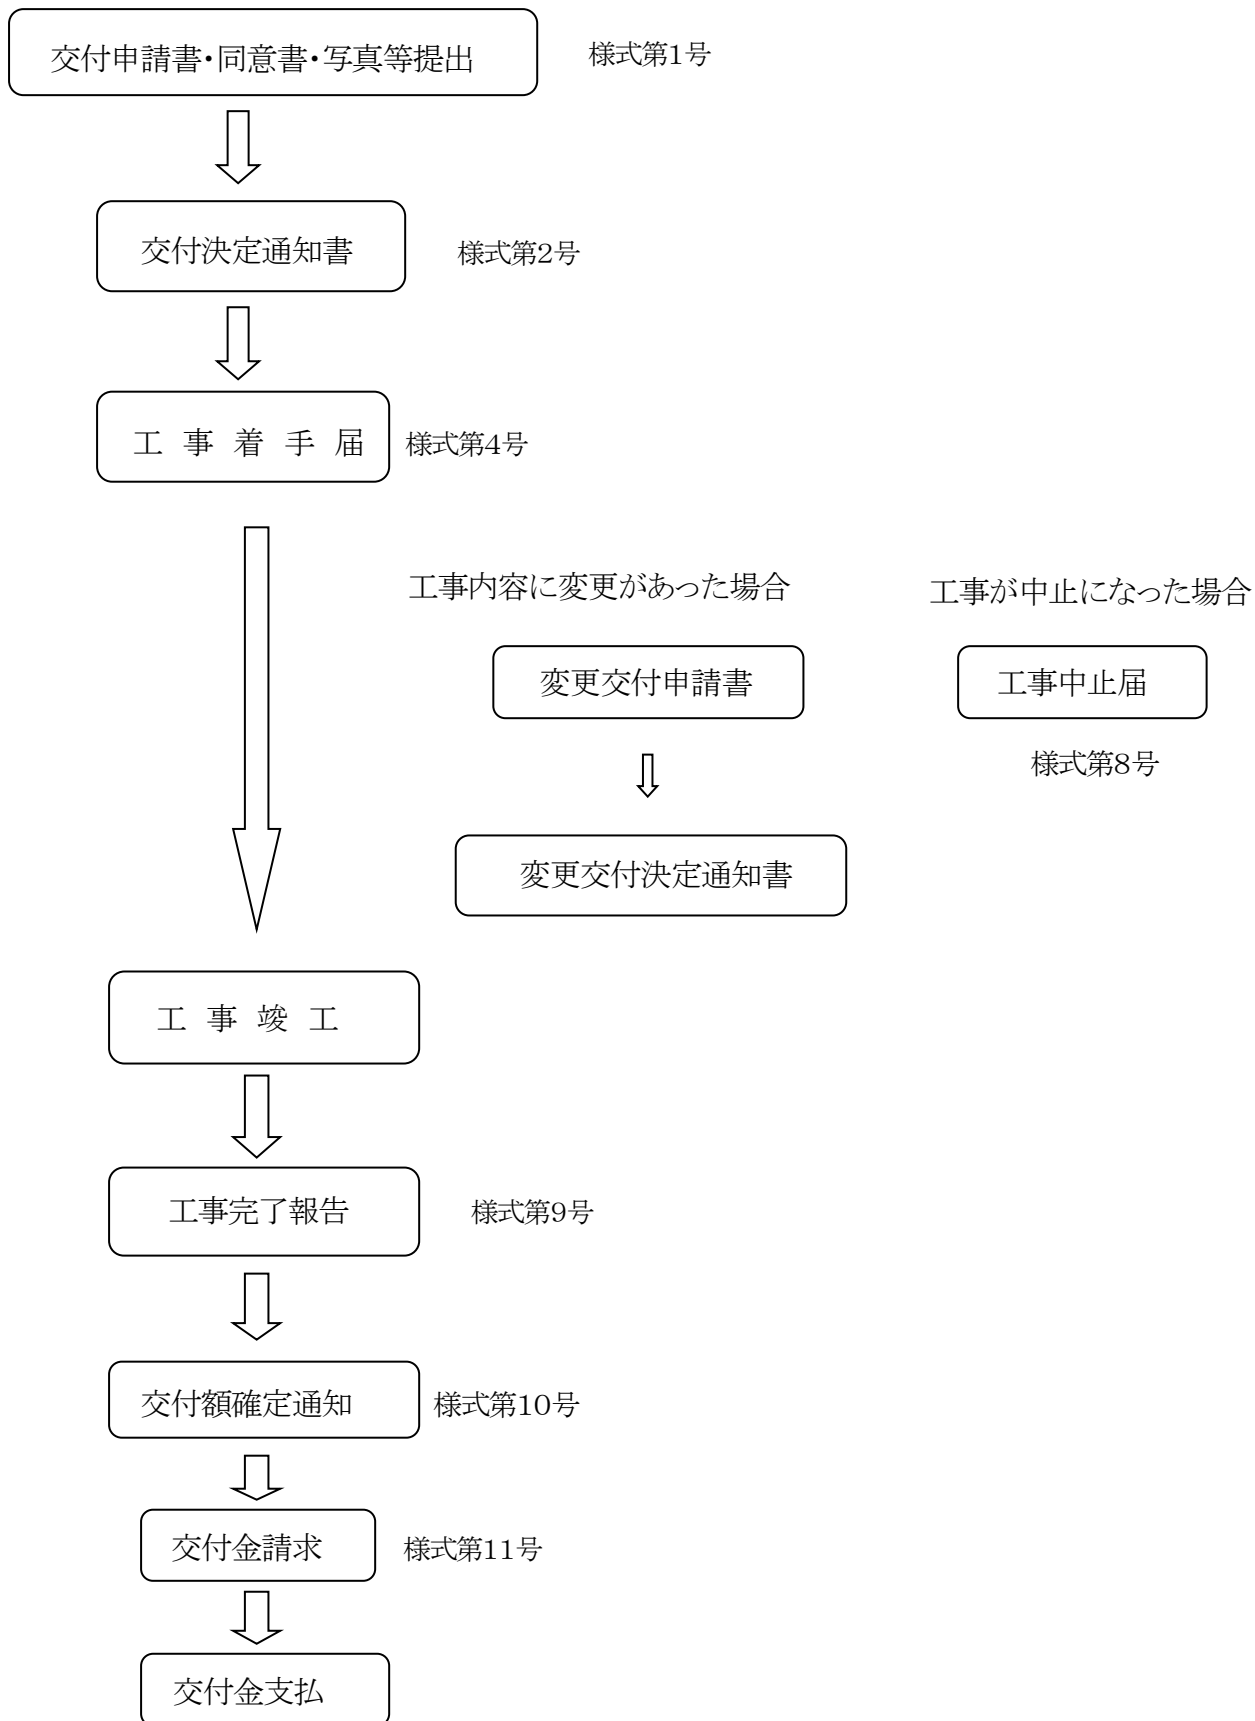 交付申請書・同意書・写真等提出 様式第1号
交付決定通知書 様式第2号
工事着手届 様式第4号
工事内容に変更があった場合 工事が中止になった場合
変更交付申請書 工事中止届
様式第8号
変更交付決定通知書
工事竣工
工事完了報告 様式第9号
交付額確定通知 様式第10号
交付金請求 様式第11号
交付金支払